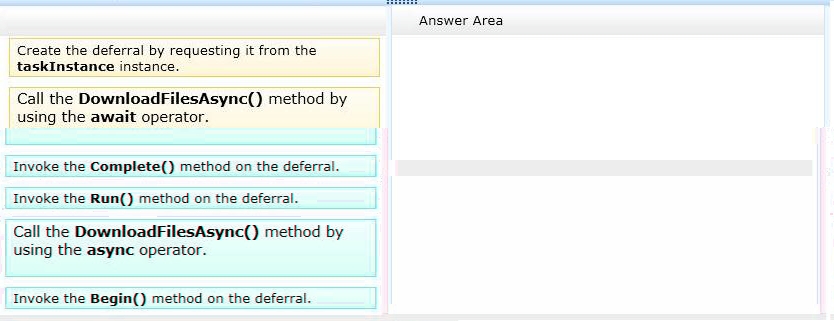 Answer Area
Create the deferral by requesting it from the
taskInstance instance.
Call the DownloadFilesAsync() method by
using the await operator.
Invoke the Complete() method on the deferral.
Invoke the Run() method on the deferral.
Call the DownloadFilesAsync() method by
using the async operator.
Invoke the Begin() method on the deferral.